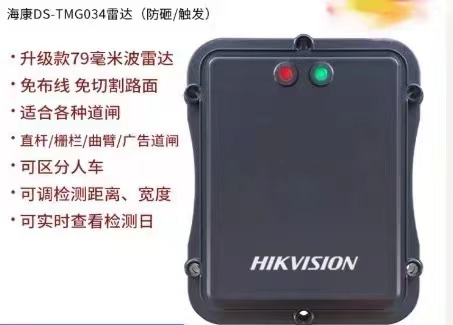 海康DS-TMG034雷达（防砸/触发）
• 升级款79毫米波雷达
• 免布线 免切割路面
• 适合各种道闸
• 直杆/栅栏/曲臂/广告道闸
• 可区分人车
• 可调检测距离、宽度
• 可实时查看检测日
HIKVISION